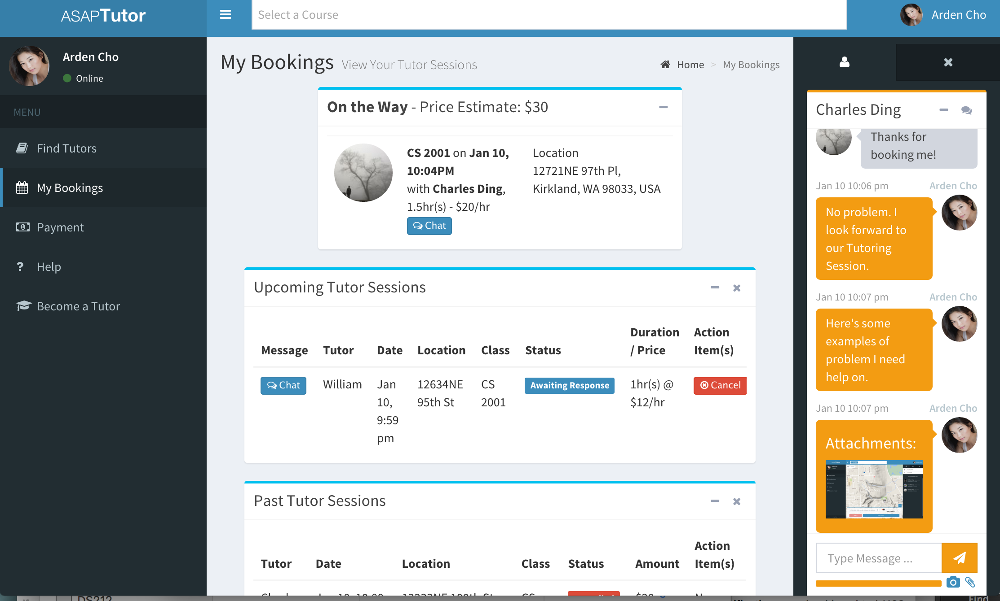 ASAPTutor
Select a Course
Arden Cho
Arden Cho
Online
MENU
Find Tutors
My Bookings
Payment
Help
Become a Tutor
My Bookings View Your Tutor Sessions
Home > My Bookings
On the Way - Price Estimate: $30
CS 2001 on Jan 10,
10:04PM
with Charles Ding,
1.5hr(s) - $20/hr
Chat
Location
12721NE 97th Pl,
Kirkland, WA 98033, USA
Upcoming Tutor Sessions
Message Tutor Date Location Class Status Duration / Price Action Item(s)
Chat William Jan 10, 9:59 pm 12634NE 95th St CS 2001 Awaiting Response 1hr(s) @ $12/hr Cancel
Past Tutor Sessions
Tutor Date Location Class Status Amount Action Item(s)
Charles Ding
Thanks for
booking me!
Jan 10 10:06 pm Arden Cho
No problem. I
look forward to
our Tutoring
Session.
Jan 10 10:07 pm Arden Cho
Here's some
examples of
problem I need
help on.
Jan 10 10:07 pm Arden Cho
Attachments:
Type Message ...